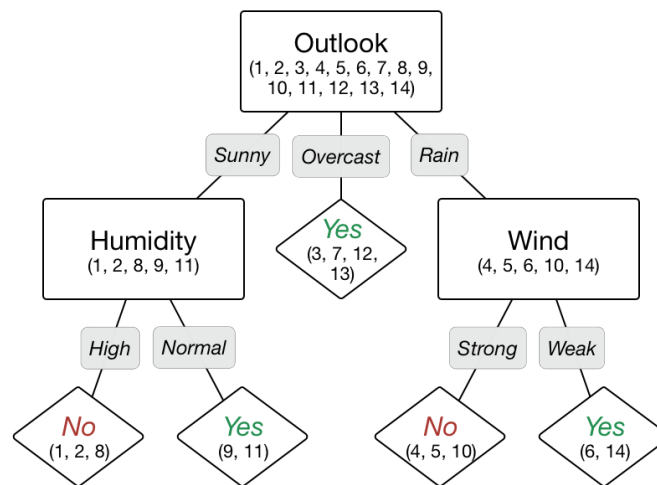 Outlook
(1, 2, 3, 4, 5, 6, 7, 8, 9,
10, 11, 12, 13, 14)
Sunny
Overcast
Rain
Humidity
(1, 2, 8, 9, 11)
Yes
(3, 7, 12,
13)
Wind
(4, 5, 6, 10, 14)
High
Normal
Strong
Weak
No
(1, 2, 8)
Yes
(9, 11)
No
(4, 5, 10)
Yes
(6, 14)